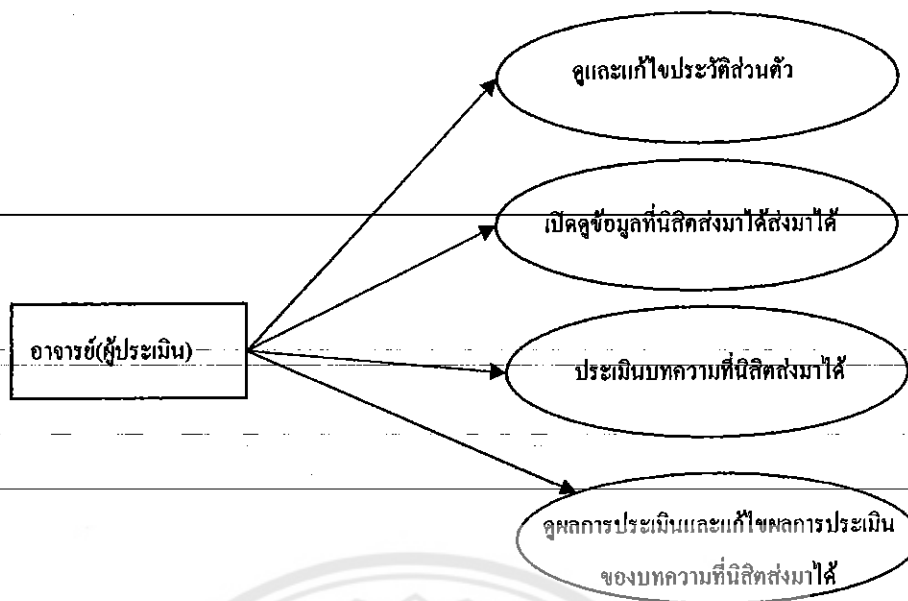 ดูและแก้ไขประวัติส่วนตัว
เปิดดูข้อมูลที่นิสิตส่งมาได้ส่งมาได้
อาจารย์(ผู้ประเมิน)
ประเมินบทความที่นิสิตส่งมาได้
ดูผลการประเมินและแก้ไขผลการประเมิน
ของบทความที่นิสิตส่งมาได้